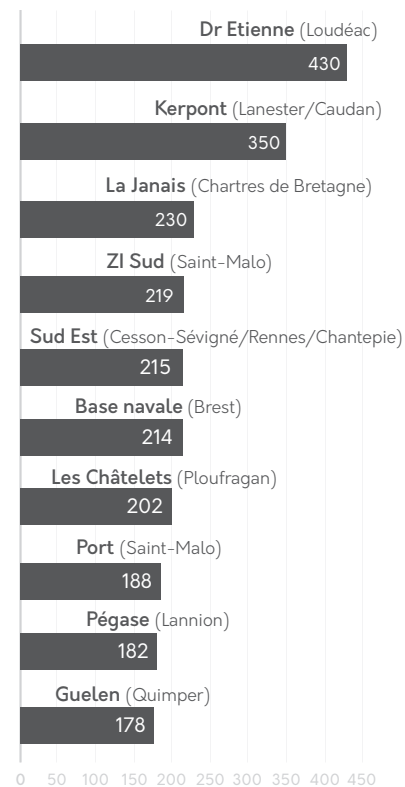 Dr Etienne (Loudéac)
430
Kerpont (Lanester/Caudan)
350
La Janais (Chartres de Bretagne)
230
ZI Sud (Saint-Malo)
219
Sud Est (Cesson-Sévigné/Rennes/Chantepie)
215
Base navale (Brest)
214
Les Châtelets (Ploufragan)
202
Port (Saint-Malo)
188
Pégase (Lannion)
182
Guelen (Quimper)
178
0 50 100 150 200 250 300 350 400 450